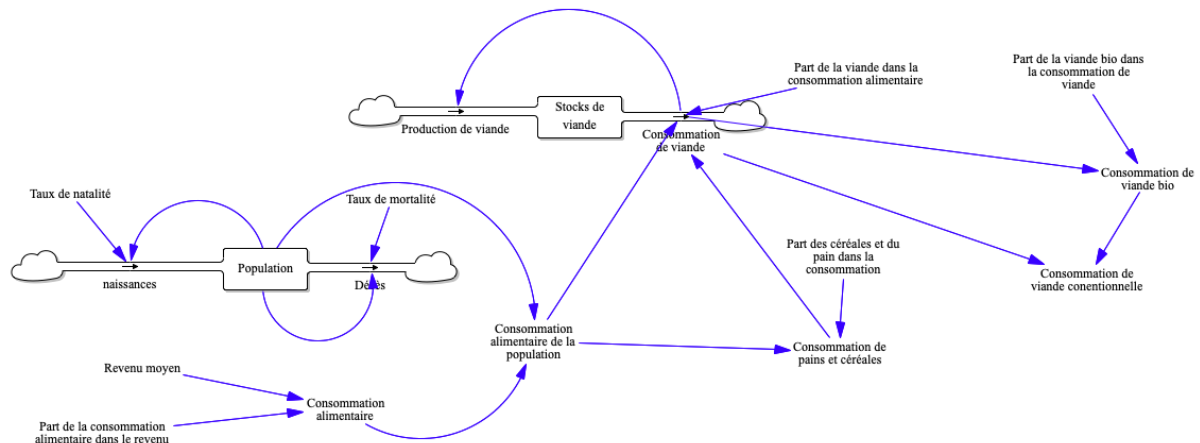 Part de la viande dans la
consommation alimentaire
Part de la viande bio dans
la consommation de
viande
Stocks de
viande
Production de viande
Consommation
de viande
Consommation de
viande bio
Taux de natalité
Taux de mortalité
Population
naissances
Décès
Part des céréales et du
pain dans la
consommation
Consommation de
viande conentionnelle
Consommation
alimentaire de la
population
Consommation de
pains et céréales
Revenu moyen
Consommation
alimentaire
Part de la consommation
alimentaire dans le revenu